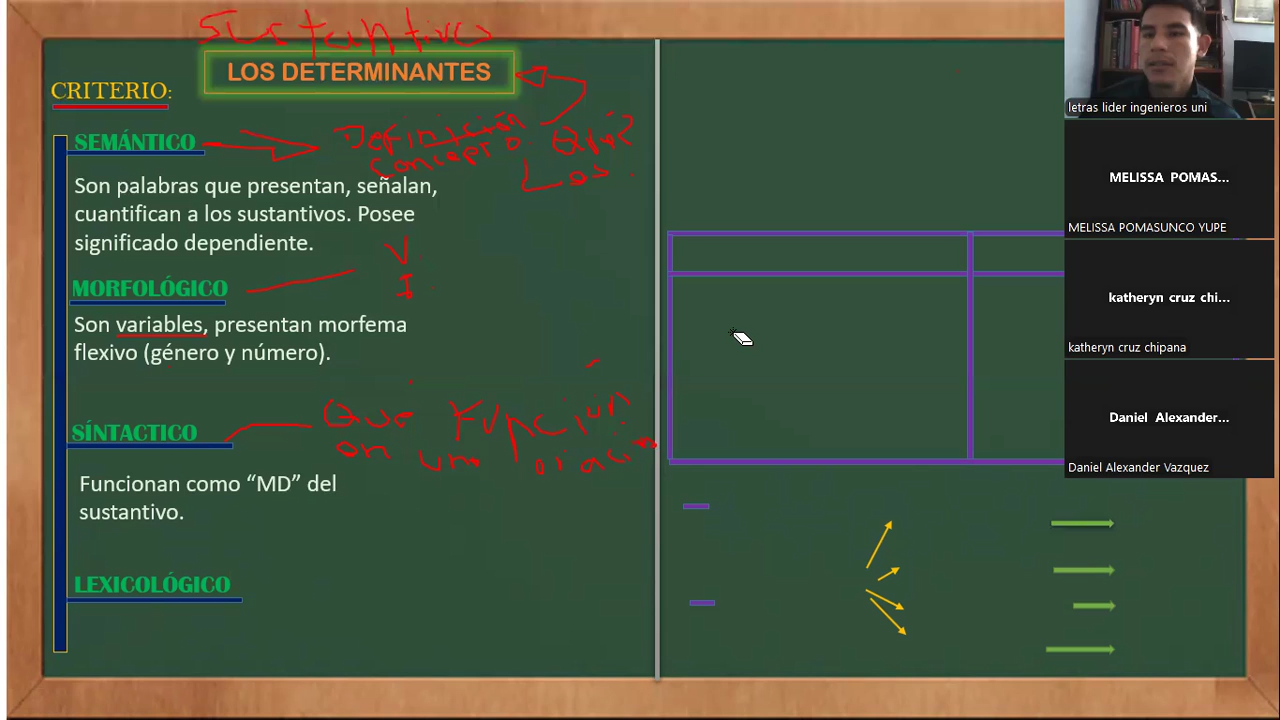 Sustantivo
LOS DETERMINANTES
CRITERIO:
SEMÁNTICO
Definición
concepto
Qué?
Los
Son palabras que presentan, señalan,
cuantifican a los sustantivos. Posee
significado dependiente.
V
I
MORFOLÓGICO
Son variables, presentan morfema
flexivo (género y número).
SÍNTACTICO
Que Función
en una oración
Funcionan como “MD” del
sustantivo.
LEXICOLÓGICO
letras lider ingenieros uni
MELISSA POMAS...
MELISSA POMASUNCO YUPE
katheryn cruz chi...
katheryn cruz chipana
Daniel Alexander...
Daniel Alexander Vazquez